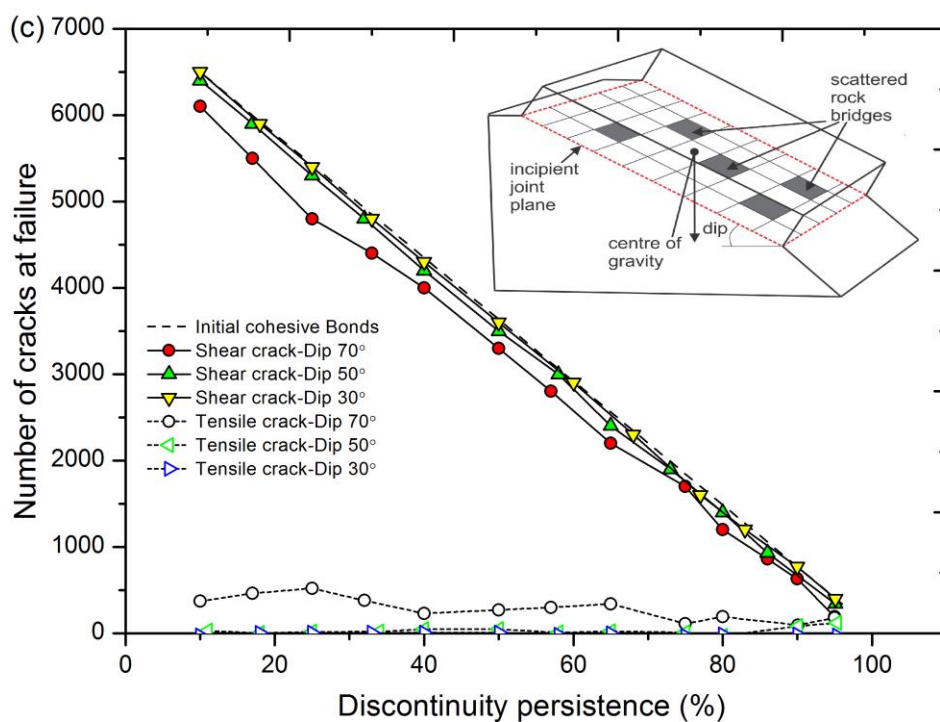 (c)
7000
6000
5000
4000
3000
2000
1000
0
Number of cracks at failure
scattered
rock
bridges
incipient
joint
plane
dip
centre of
gravity
Initial cohesive Bonds
Shear crack-Dip 70°
Shear crack-Dip 50°
Shear crack-Dip 30°
Tensile crack-Dip 70°
Tensile crack-Dip 50°
Tensile crack-Dip 30°
0 20 40 60 80 100
Discontinuity persistence (%)